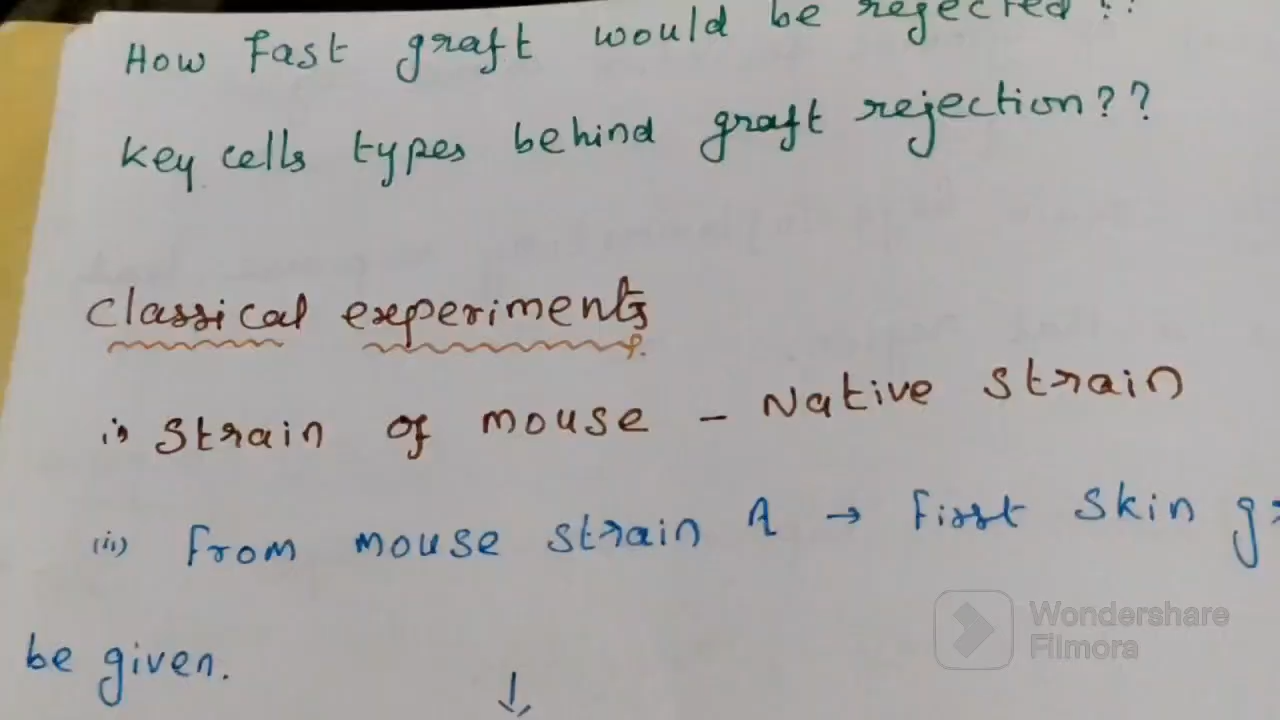 How fast graft would be rejected??
Key cells types behind graft rejection??
Classical experiments
i) Strain of mouse - Native strain
(ii) From mouse strain A → First skin
be given.
↓
Wondershare
Filmora